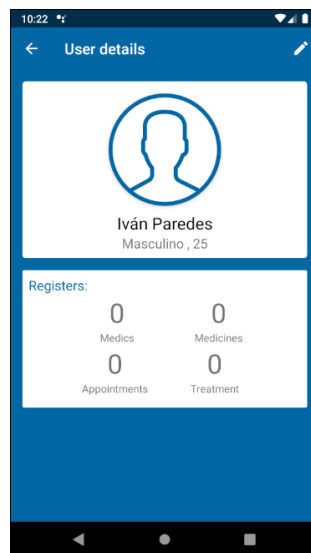 10:22
User details
Iván Paredes
Masculino , 25
Registers:
0 0
Medics Medicines
0 0
Appointments Treatment